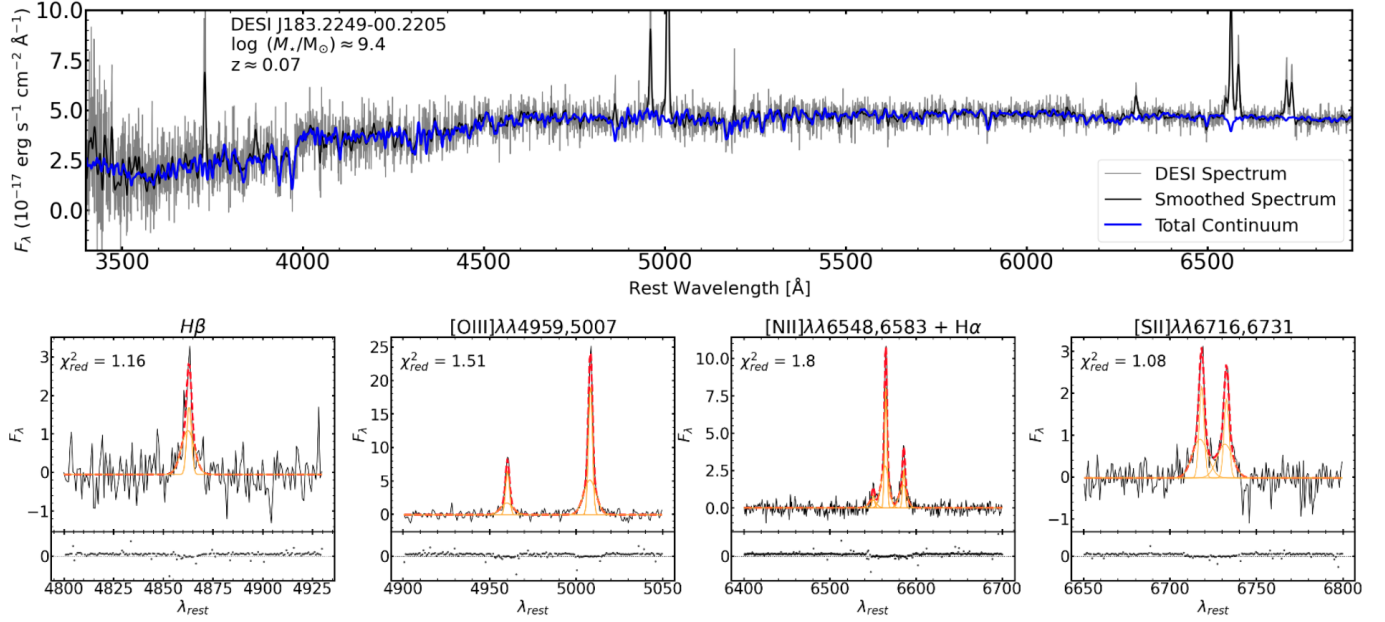 DESI J183.2249-00.2205
log (M⋆/M⊙) ≈ 9.4
z ≈ 0.07
10.0
7.5
5.0
2.5
0.0
Fλ (10⁻¹⁷ erg s⁻¹ cm⁻² Å⁻¹)
DESI Spectrum
Smoothed Spectrum
Total Continuum
3500 4000 4500 5000 5500 6000 6500
Rest Wavelength [Å]
Hβ
χ²red = 1.16
3
2
1
0
−1
Fλ
0
4800 4825 4850 4875 4900 4925
λrest
[OIII]λλ4959,5007
χ²red = 1.51
25
20
15
10
5
0
Fλ
0
4900 4950 5000 5050
λrest
[NII]λλ6548,6583 + Hα
χ²red = 1.8
10.0
7.5
5.0
2.5
0.0
Fλ
0
6400 6500 6600 6700
λrest
[SII]λλ6716,6731
χ²red = 1.08
3
2
1
0
−1
Fλ
0
6650 6700 6750 6800
λrest